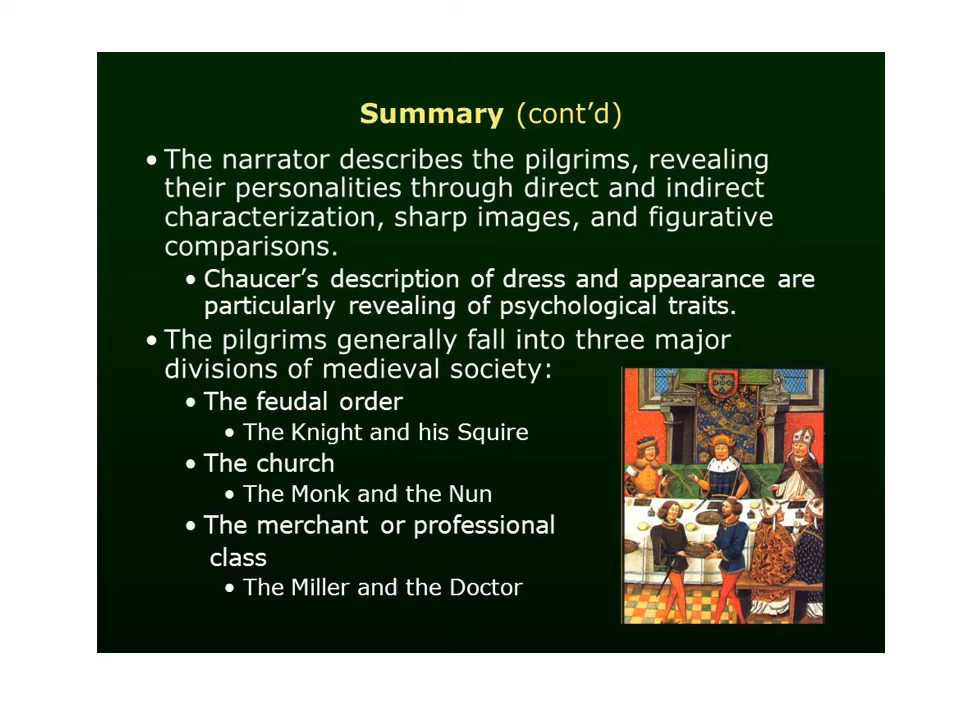 Summary (cont’d)
• The narrator describes the pilgrims, revealing
their personalities through direct and indirect
characterization, sharp images, and figurative
comparisons.
• Chaucer’s description of dress and appearance are
particularly revealing of psychological traits.
• The pilgrims generally fall into three major
divisions of medieval society:
• The feudal order
• The Knight and his Squire
• The church
• The Monk and the Nun
• The merchant or professional
class
• The Miller and the Doctor